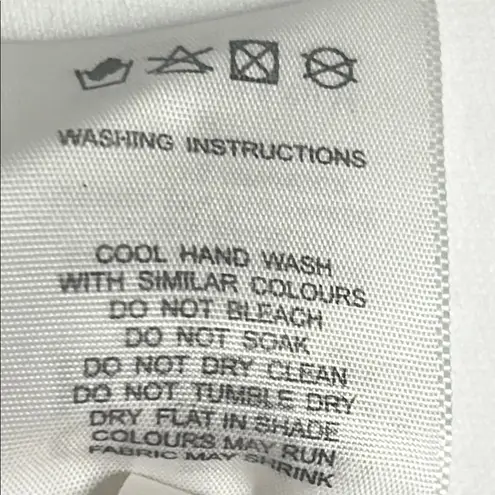 WASHING INSTRUCTIONS
COOL HAND WASH
WITH SIMILAR COLOURS
DO NOT BLEACH
DO NOT SOAK
DO NOT DRY CLEAN
DO NOT TUMBLE DRY
DRY FLAT IN SHADE
COLOURS MAY RUN
FABRIC MAY SHRINK